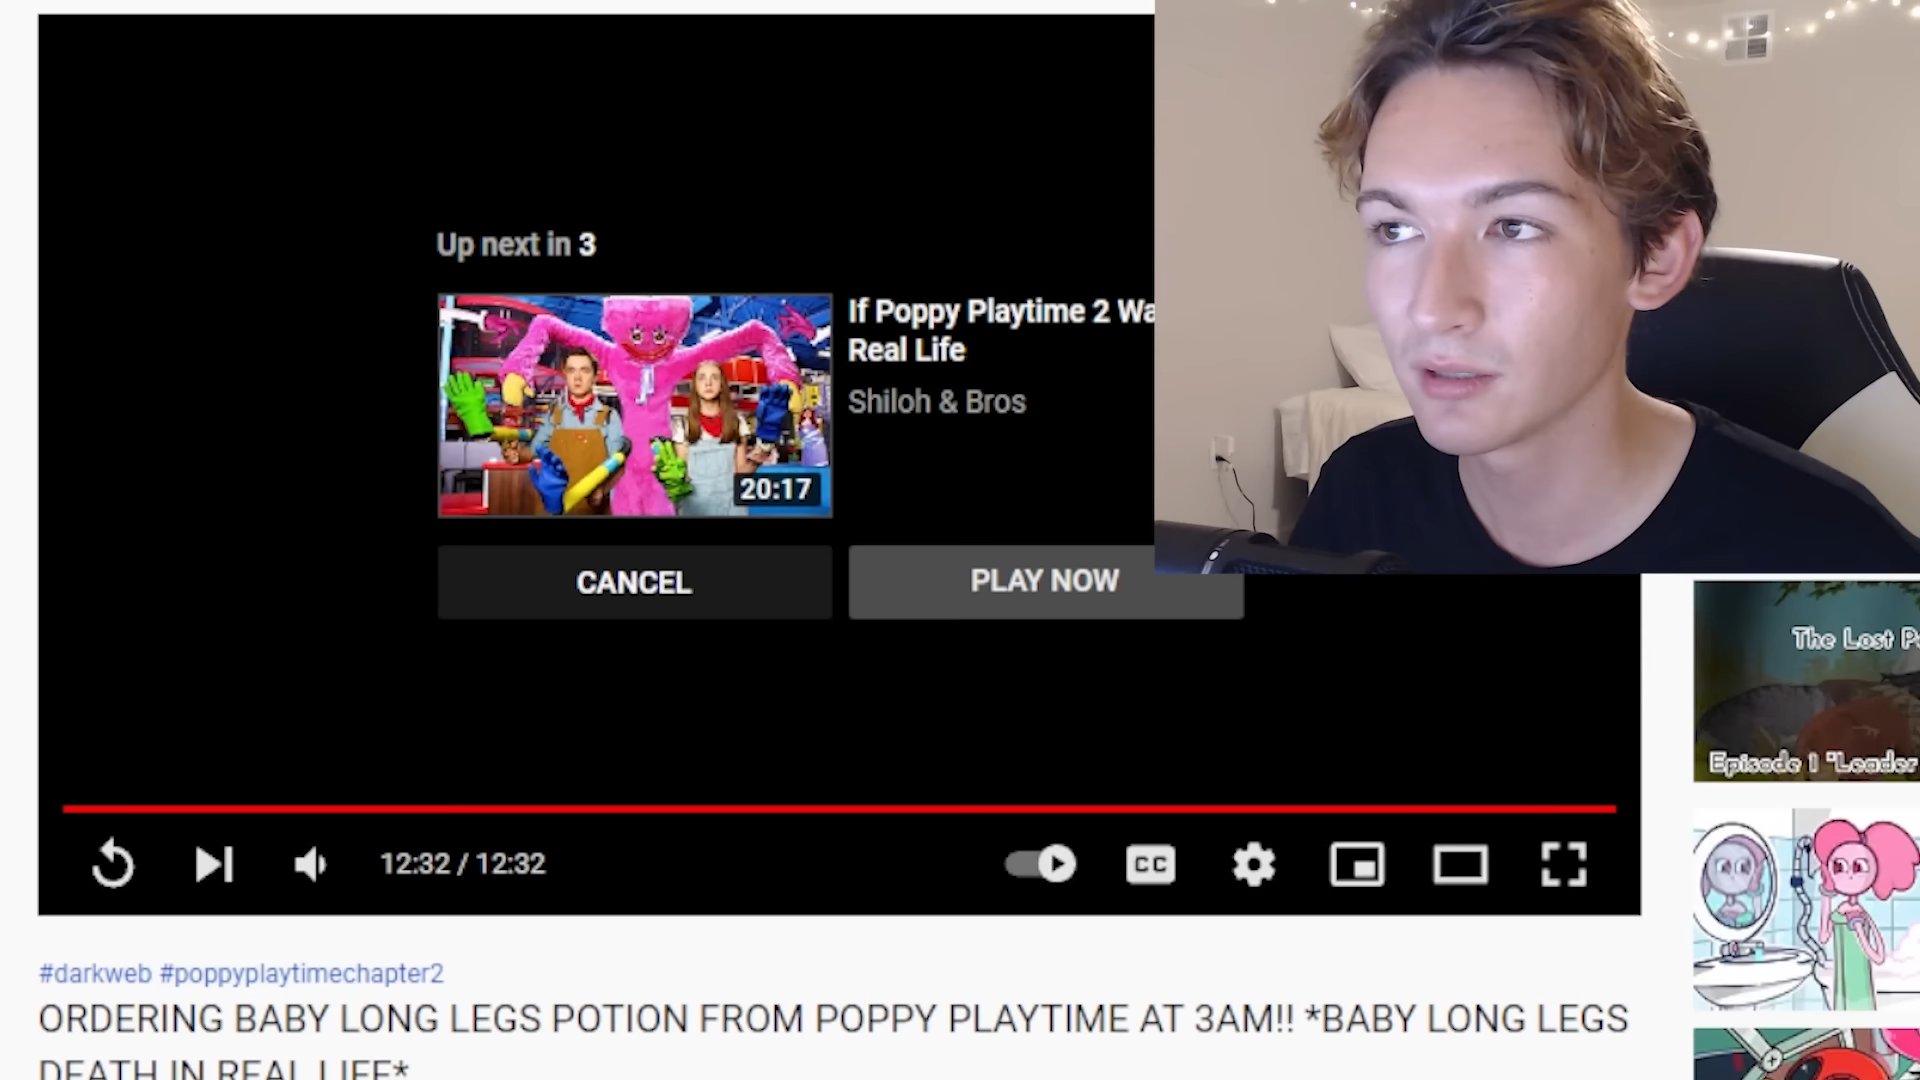 Up next in 3
If Poppy Playtime 2 Wa
Real Life
Shiloh & Bros
20:17
CANCEL
PLAY NOW
12:32 / 12:32
CC
The Lost P
Episode 1 "Leader
#darkweb #poppyplaytimechapter2
ORDERING BABY LONG LEGS POTION FROM POPPY PLAYTIME AT 3AM!! *BABY LONG LEGS
DEATH IN REAL LIFE*